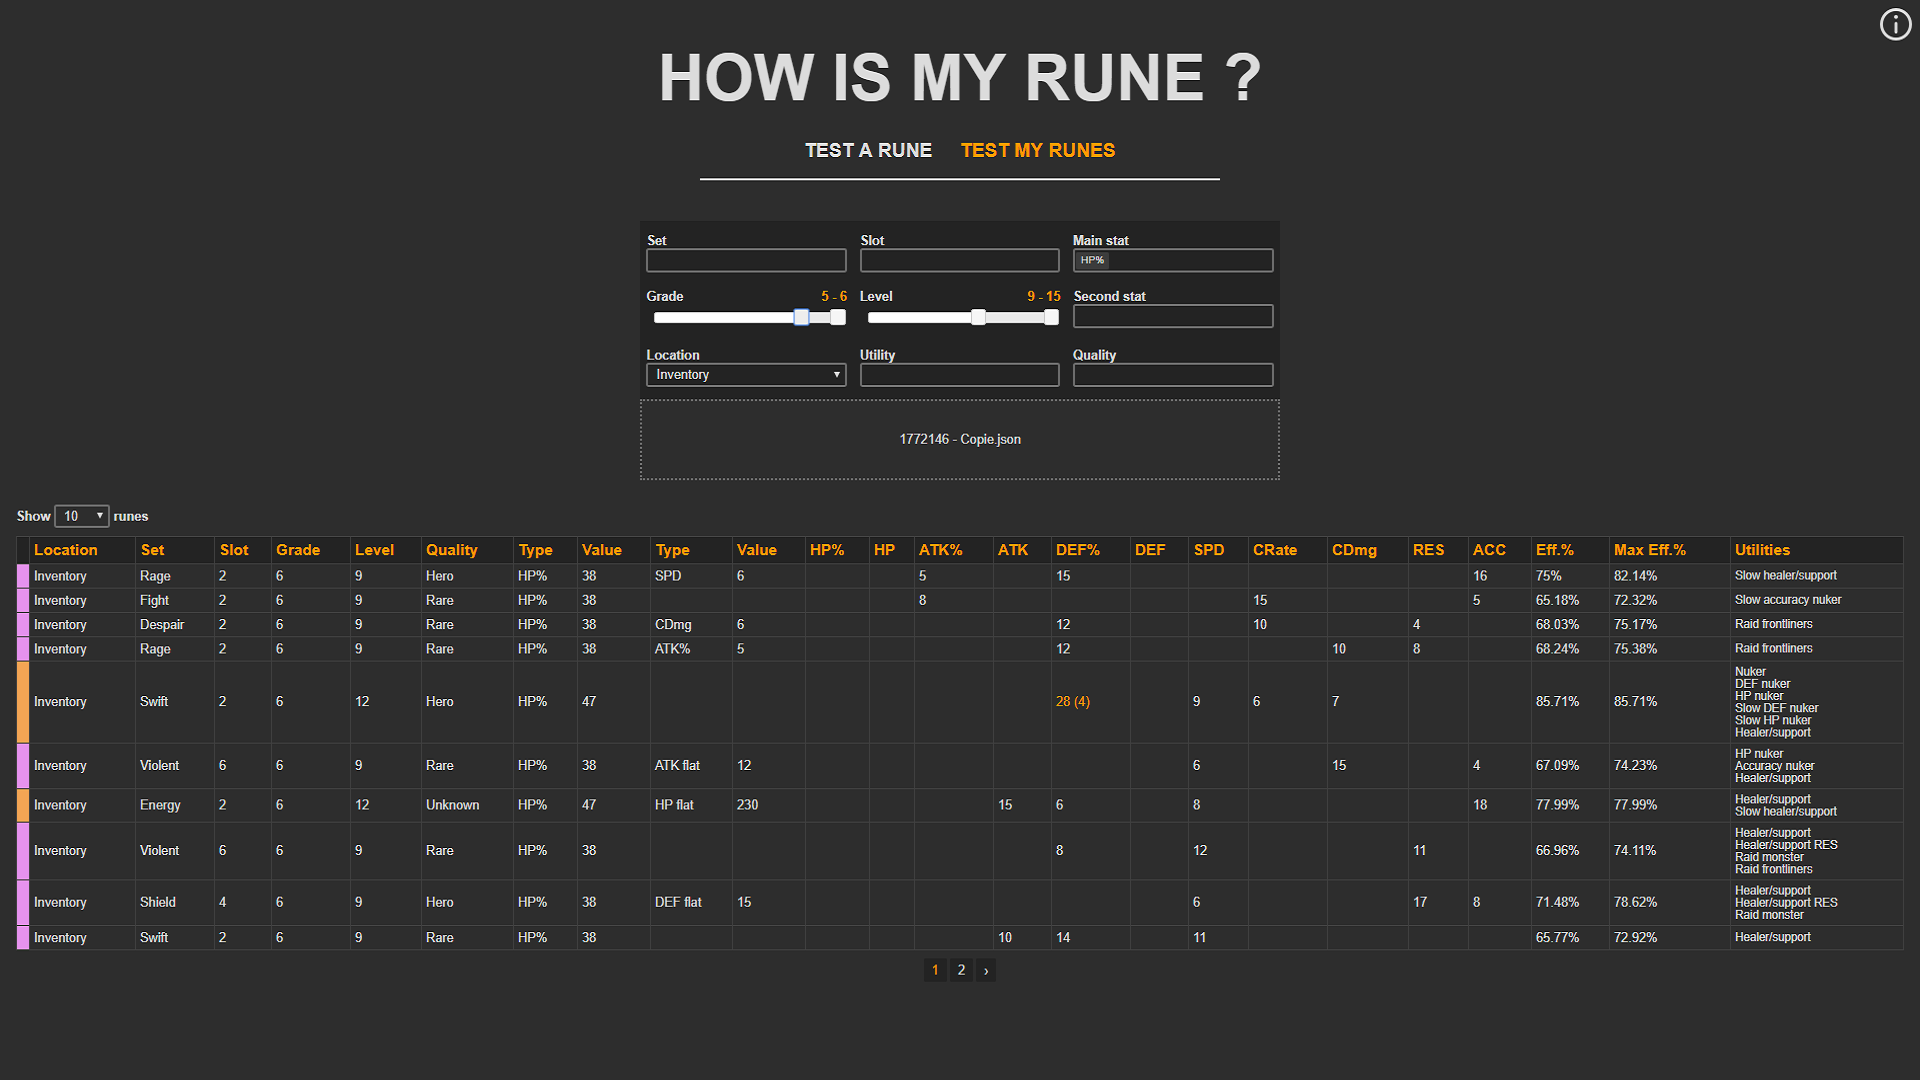 HOW IS MY RUNE ?
TEST A RUNE TEST MY RUNES
Set Slot Main stat
HP%
Grade 5 - 6 Level 9 - 15 Second stat
Location Utility Quality
Inventory
1772146 - Copie.json
Show 10 runes
Location Set Slot Grade Level Quality Type Value Type Value HP% HP ATK% ATK DEF% DEF SPD CRate CDmg RES ACC Eff.% Max Eff.% Utilities
Inventory Rage 2 6 9 Hero HP% 38 SPD 6 5 15 16 75% 82.14% Slow healer/support
Inventory Fight 2 6 9 Rare HP% 38 8 15 5 65.18% 72.32% Slow accuracy nuker
Inventory Despair 2 6 9 Rare HP% 38 CDmg 6 12 10 4 68.03% 75.17% Raid frontliners
Inventory Rage 2 6 9 Rare HP% 38 ATK% 5 12 10 8 68.24% 75.38% Raid frontliners
Inventory Swift 2 6 12 Hero HP% 47 28 (4) 9 6 7 85.71% 85.71% Nuker
DEF nuker
HP nuker
Slow DEF nuker
Slow HP nuker
Healer/support
Inventory Violent 6 6 9 Rare HP% 38 ATK flat 12 6 15 4 67.09% 74.23% HP nuker
Accuracy nuker
Healer/support
Inventory Energy 2 6 12 Unknown HP% 47 HP flat 230 15 6 8 18 77.99% 77.99% Healer/support
Slow healer/support
Inventory Violent 6 6 9 Rare HP% 38 8 12 11 66.96% 74.11% Healer/support
Healer/support RES
Raid monster
Raid frontliners
Inventory Shield 4 6 9 Hero HP% 38 DEF flat 15 6 17 8 71.48% 78.62% Healer/support
Healer/support RES
Raid monster
Inventory Swift 2 6 9 Rare HP% 38 10 14 11 65.77% 72.92% Healer/support
1 2 ›